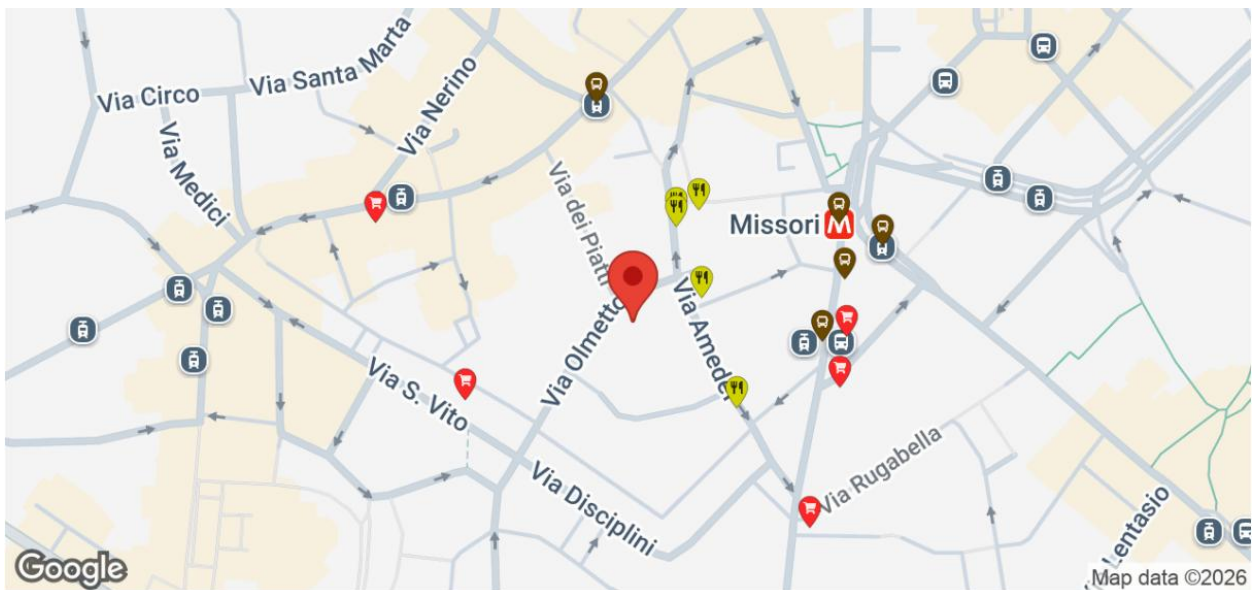 Via Santa Marta
Via Circo
Via Nerino
Via Medici
Via dei Piatti
Missori
M
Via Olmetto
Via Amedei
Via S. Vito
Via Rugabella
Via Disciplini
Lentasio
Google
Map data ©2026